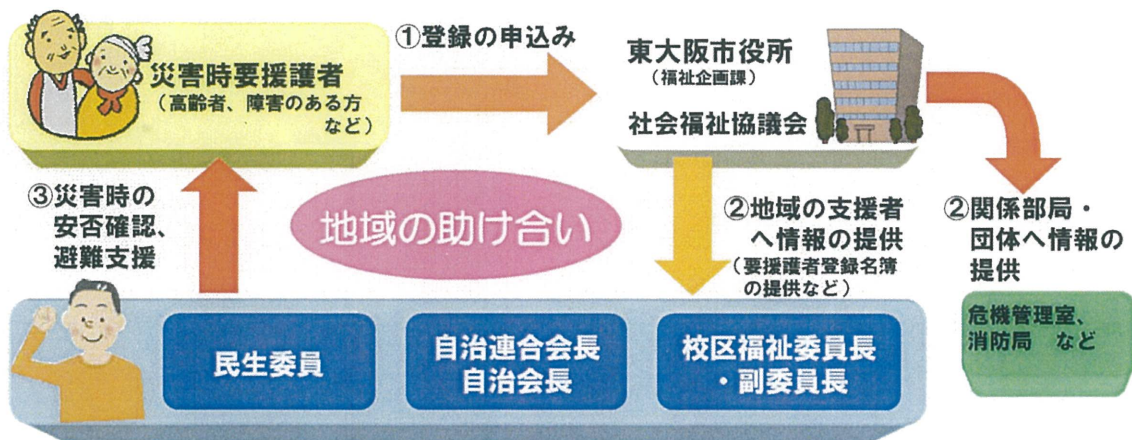 災害時要援護者
（高齢者、障害のある方
など）
①登録の申込み
東大阪市役所
（福祉企画課）
社会福祉協議会
③災害時の
安否確認、
避難支援
地域の助け合い
②地域の支援者
へ情報の提供
（要援護者登録名簿
の提供など）
②関係部局・
団体へ情報の
提供
危機管理室、
消防局　など
民生委員
自治連合会長
自治会長
校区福祉委員長
・副委員長